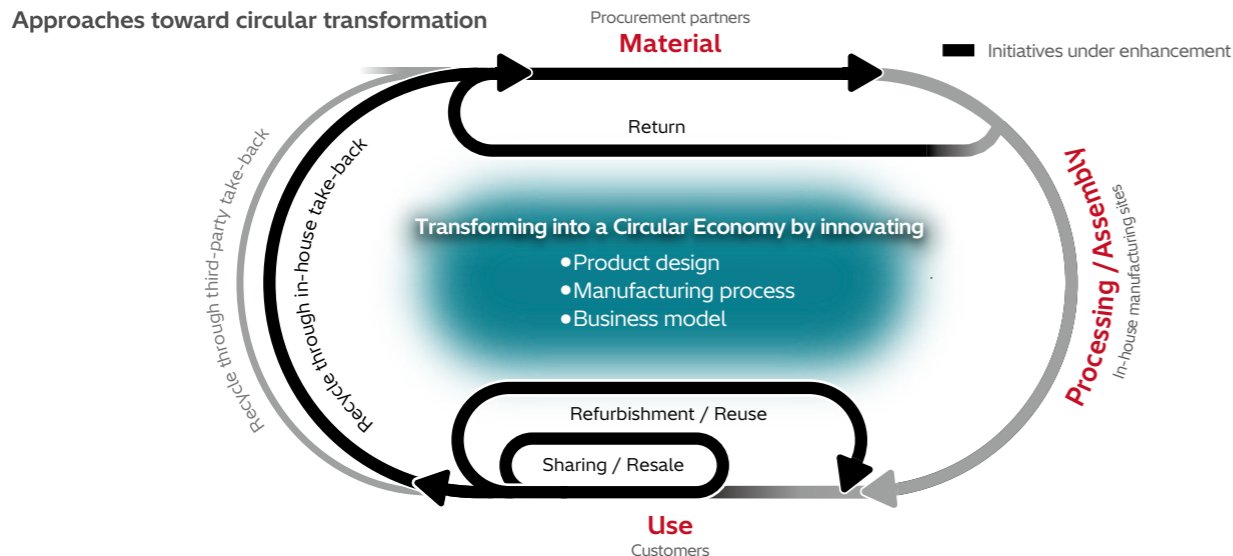 Approaches toward circular transformation
Procurement partners
Material
Initiatives under enhancement
Return
Recycle through third-party take-back
Recycle through in-house take-back
Transforming into a Circular Economy by innovating
•Product design
•Manufacturing process
•Business model
Processing / Assembly
In-house manufacturing sites
Refurbishment / Reuse
Sharing / Resale
Use
Customers